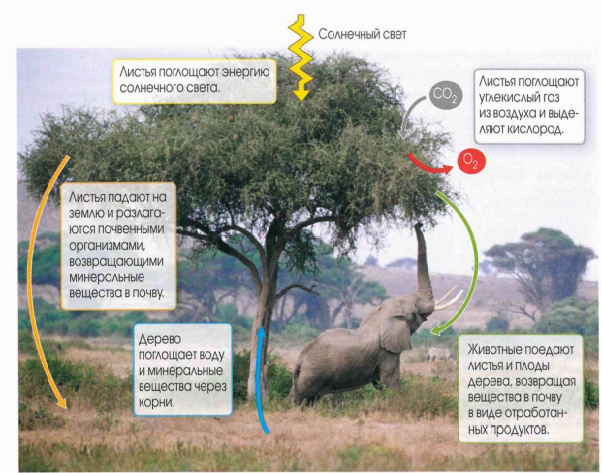 Солнечный свет
Листья поглощают энергию
солнечного света.
CO₂
Листья поглощают
углекислый газ
из воздуха и выде-
ляют кислород.
O₂
Листья падают на
землю и разлага-
ются почвенными
организмами,
возвращающими
минеральные
вещества в почву.
Дерево
поглощает воду
и минеральные
вещества через
корни.
Животные поедают
листья и плоды
дерева, возвращая
вещества в почву
в виде отработан-
ных продуктов.